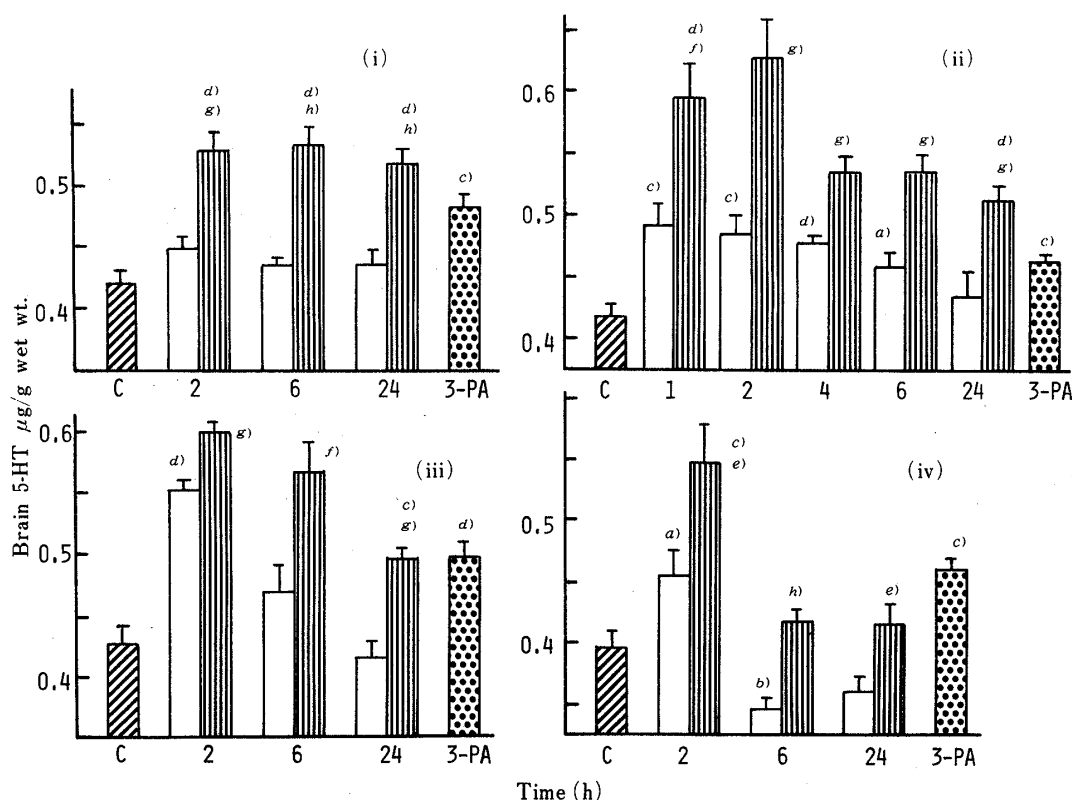 (i)
d)
g)
d)
h)
d)
h)
c)
0.5
0.4
C 2 6 24 3-PA
(ii)
d)
f)
g)
c)
c)
d)
g)
a)
g)
d)
g)
c)
0.6
0.5
0.4
C 1 2 4 6 24 3-PA
Brain 5-HT μg/g wet wt.
(iii)
d)
g)
f)
c)
g)
d)
0.6
0.5
0.4
C 2 6 24 3-PA
(iv)
a)
c)
e)
b)
h)
e)
c)
0.5
0.4
C 2 6 24 3-PA
Time (h)